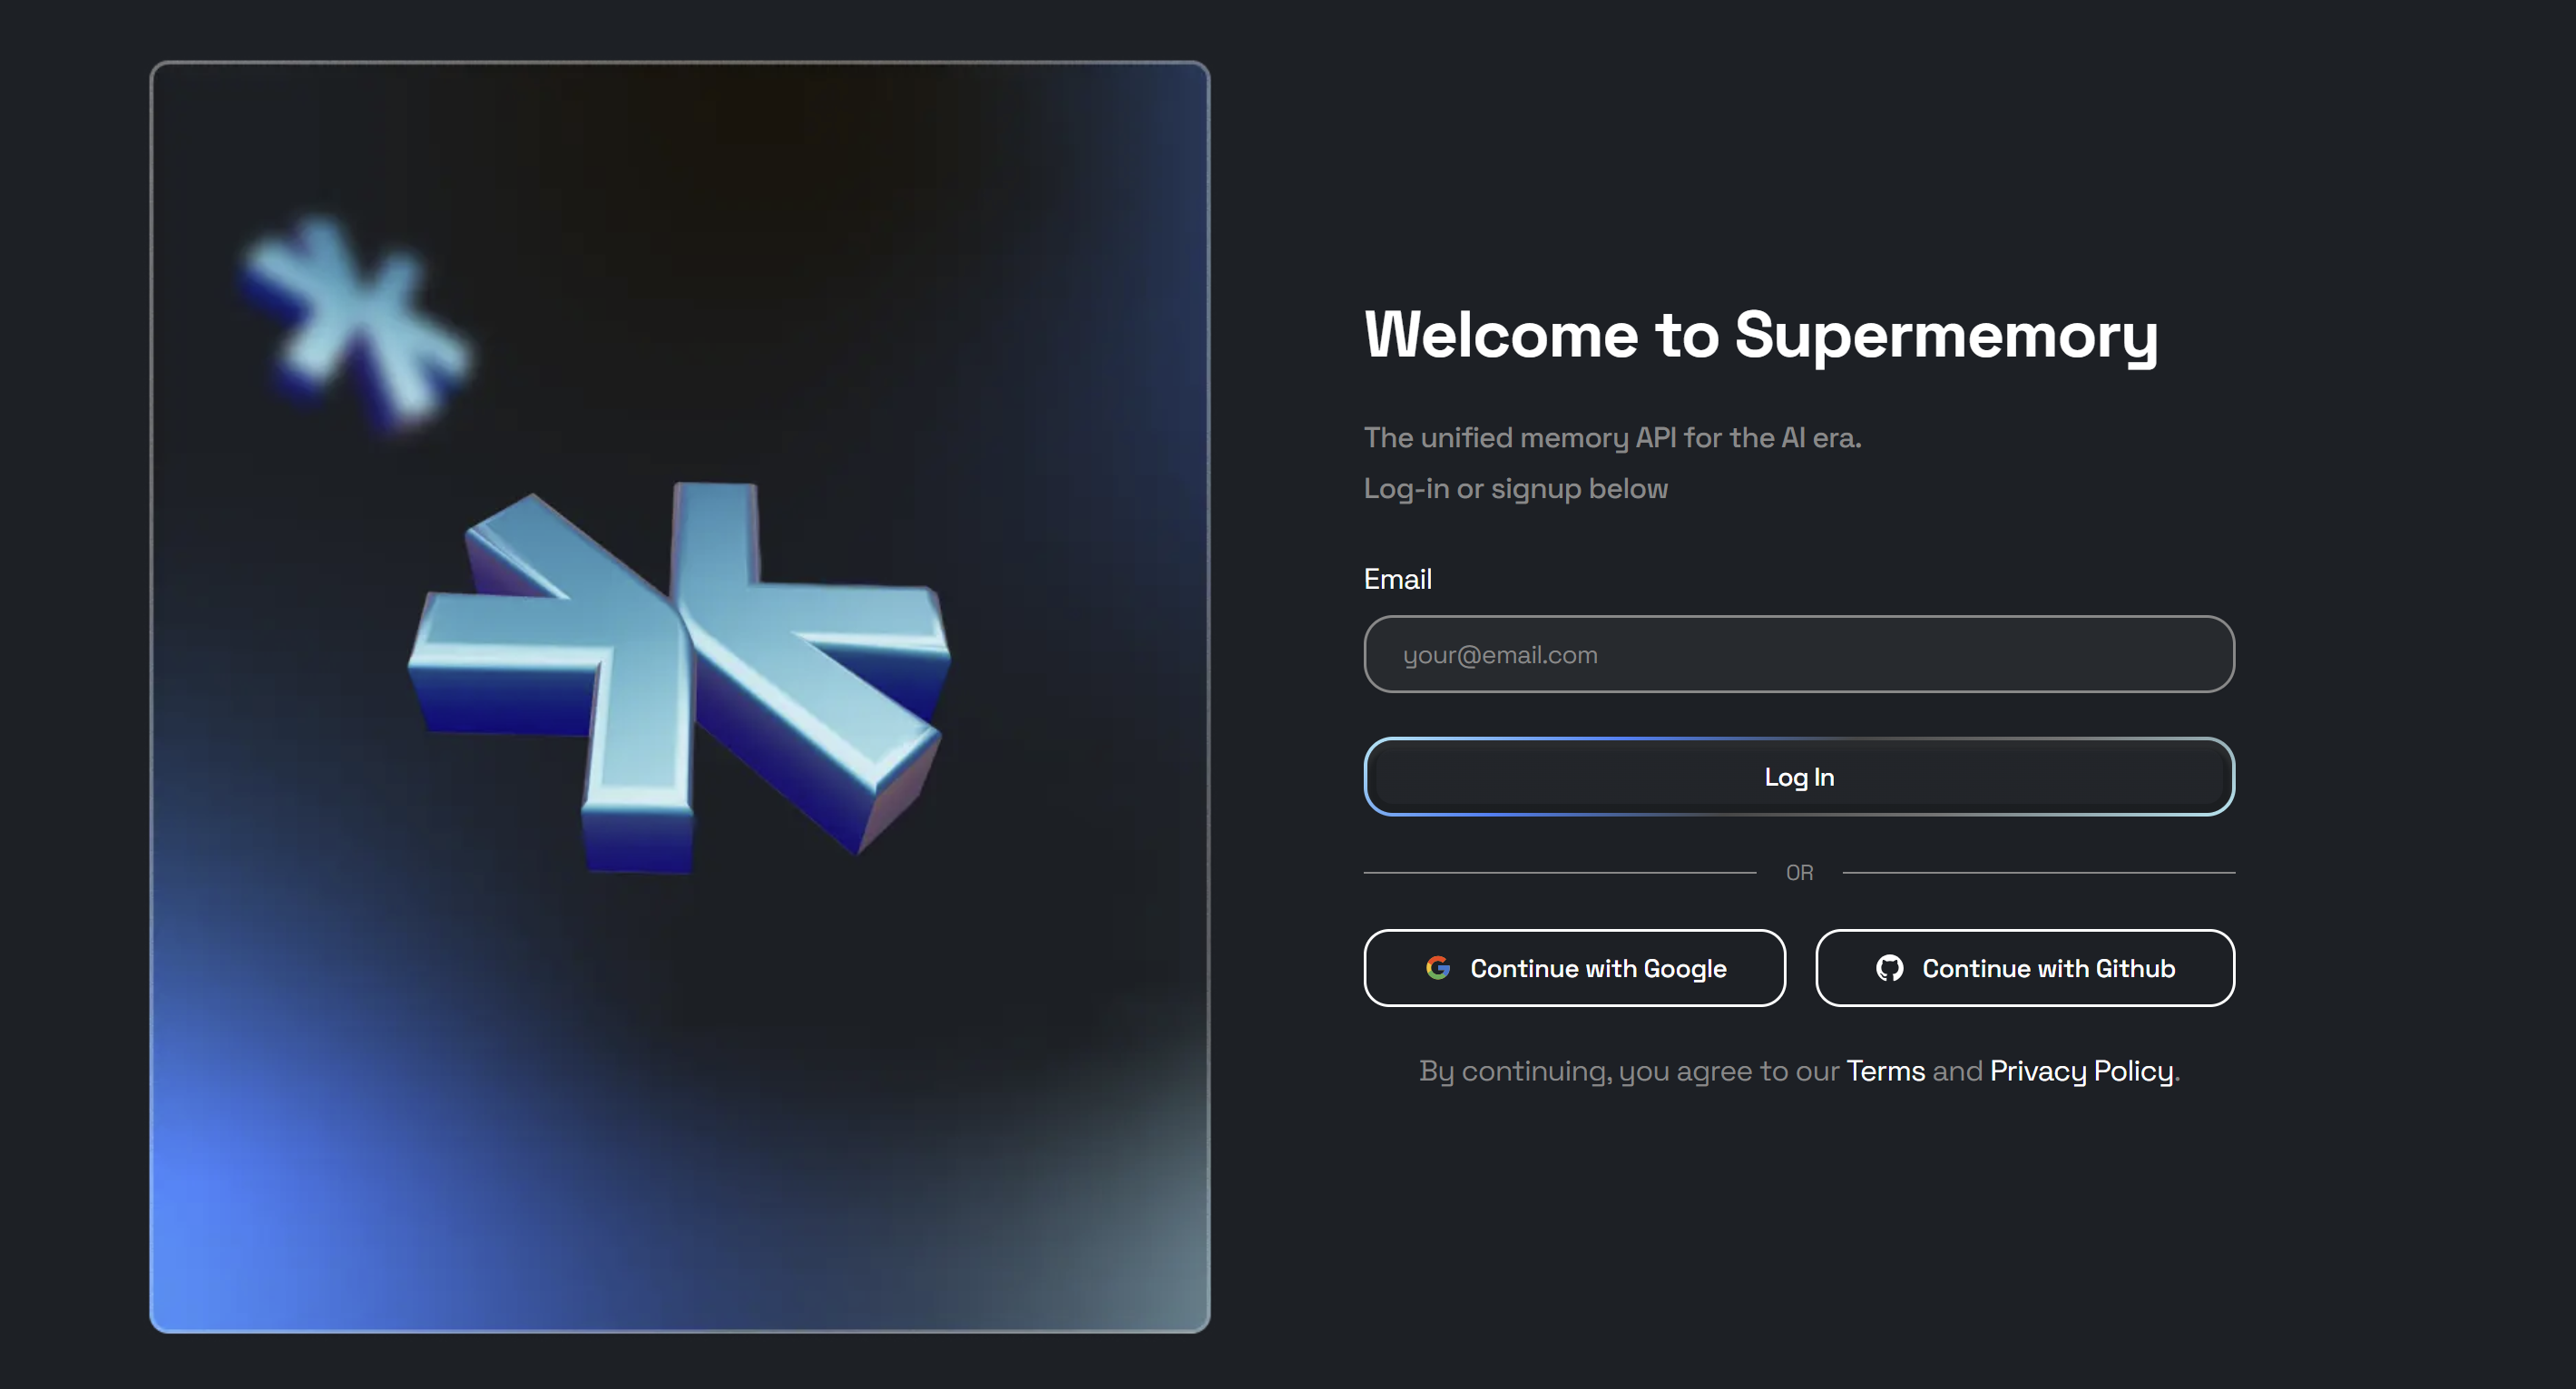 Welcome to Supermemory
The unified memory API for the AI era.
Log-in or signup below
Email
your@email.com
Log In
OR
Continue with Google
Continue with Github
By continuing, you agree to our Terms and Privacy Policy.